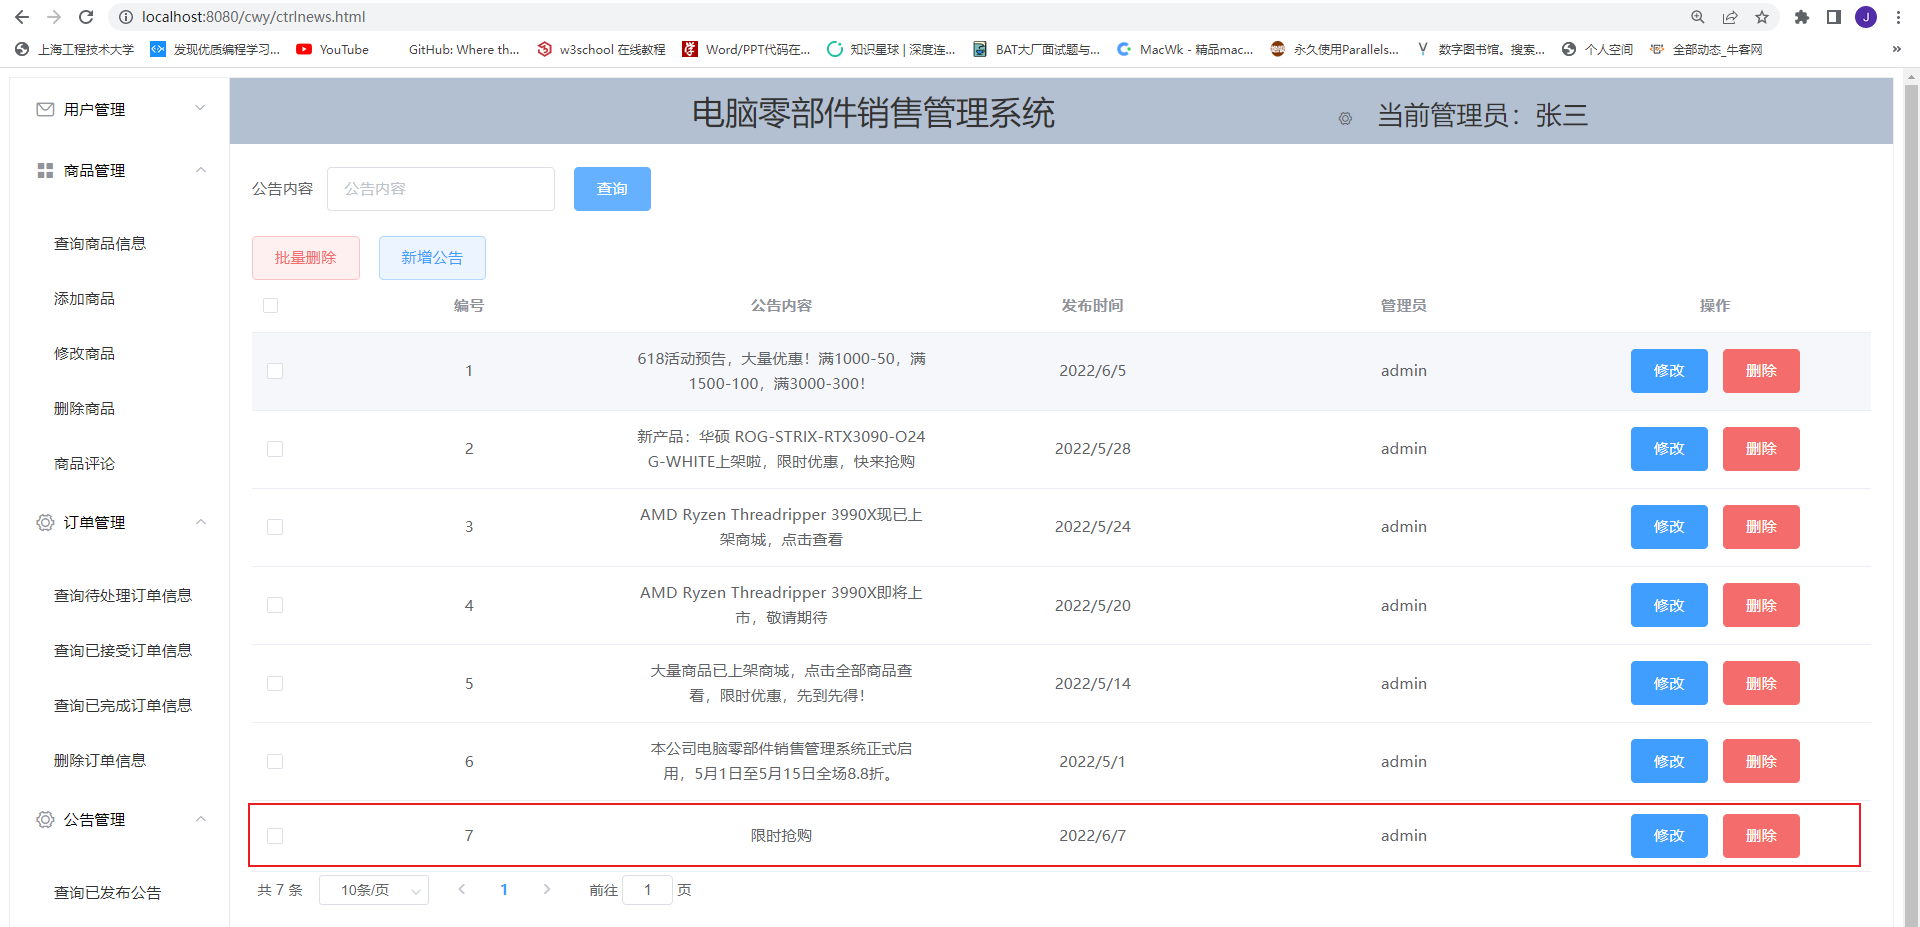 localhost:8080/cwy/ctrlnews.html
J
上海工程技术大学 发现优质编程学习... YouTube GitHub: Where th... w3school 在线教程 Word/PPT代码在... 知识星球 | 深度连... BAT大厂面试题与... MacWk - 精品mac... 永久使用Parallels... 数字图书馆。搜索... 个人空间 全部动态_牛客网 »
用户管理
商品管理
查询商品信息
添加商品
修改商品
删除商品
商品评论
订单管理
查询待处理订单信息
查询已接受订单信息
查询已完成订单信息
删除订单信息
公告管理
查询已发布公告
电脑零部件销售管理系统 当前管理员：张三
公告内容 公告内容 查询
批量删除 新增公告
编号 公告内容 发布时间 管理员 操作
1 618活动预告，大量优惠！满1000-50，满 2022/6/5 admin 修改 删除
1500-100，满3000-300！
2 新产品：华硕 ROG-STRIX-RTX3090-O24 2022/5/28 admin 修改 删除
G-WHITE上架啦，限时优惠，快来抢购
3 AMD Ryzen Threadripper 3990X现已上 2022/5/24 admin 修改 删除
架商城，点击查看
4 AMD Ryzen Threadripper 3990X即将上 2022/5/20 admin 修改 删除
市，敬请期待
5 大量商品已上架商城，点击全部商品查 2022/5/14 admin 修改 删除
看，限时优惠，先到先得！
6 本公司电脑零部件销售管理系统正式启 2022/5/1 admin 修改 删除
用，5月1日至5月15日全场8.8折。
7 限时抢购 2022/6/7 admin 修改 删除
共 7 条 10条/页 1 前往 1 页